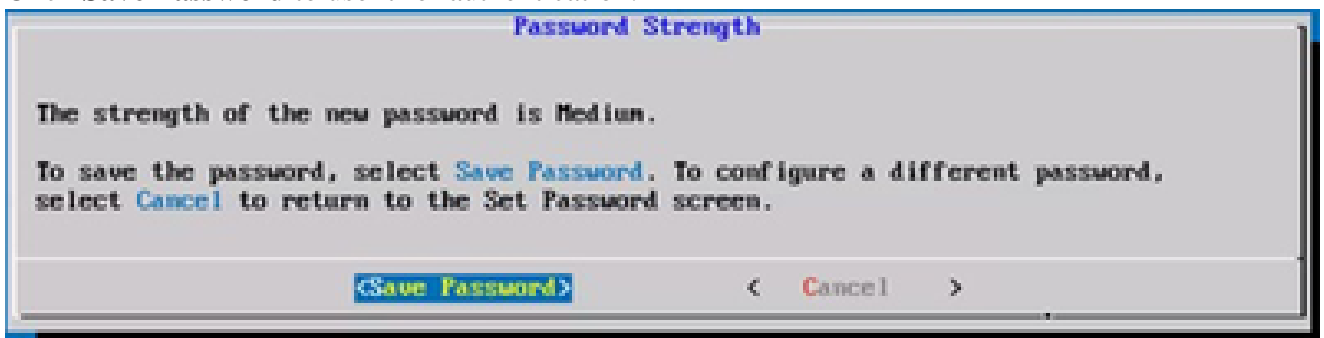 Password Strength
The strength of the new password is Medium.
To save the password, select Save Password. To configure a different password,
select Cancel to return to the Set Password screen.
<Save Password> < Cancel >